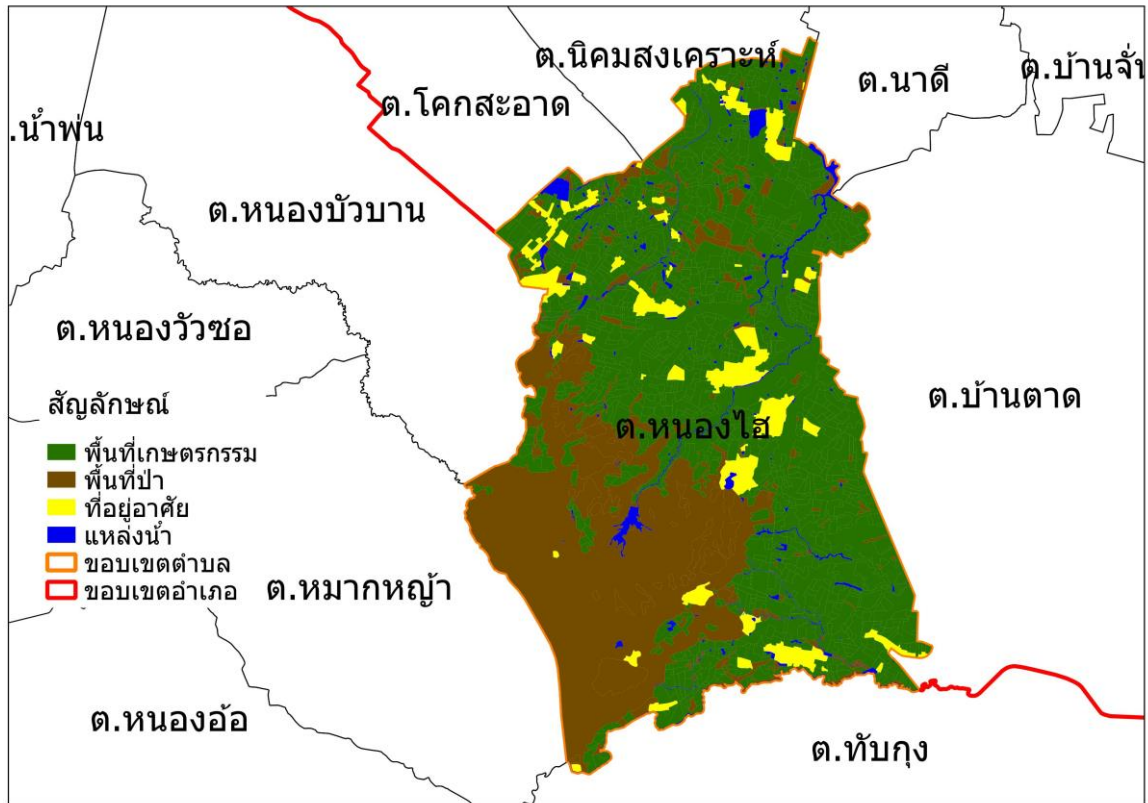 ต.นิคมสงเคราะห์
ต.นาดี
ต.บ้านจั่น
ต.โคกสะอาด
.น้ำพ่น
ต.หนองบัวบาน
ต.หนองวัวซอ
ต.บ้านตาด
ต.หนองไฮ
สัญลักษณ์
พื้นที่เกษตรกรรม
พื้นที่ป่า
ที่อยู่อาศัย
แหล่งน้ำ
ขอบเขตตำบล
ขอบเขตอำเภอ
ต.หมากหญ้า
ต.หนองอ้อ
ต.ทับกุง